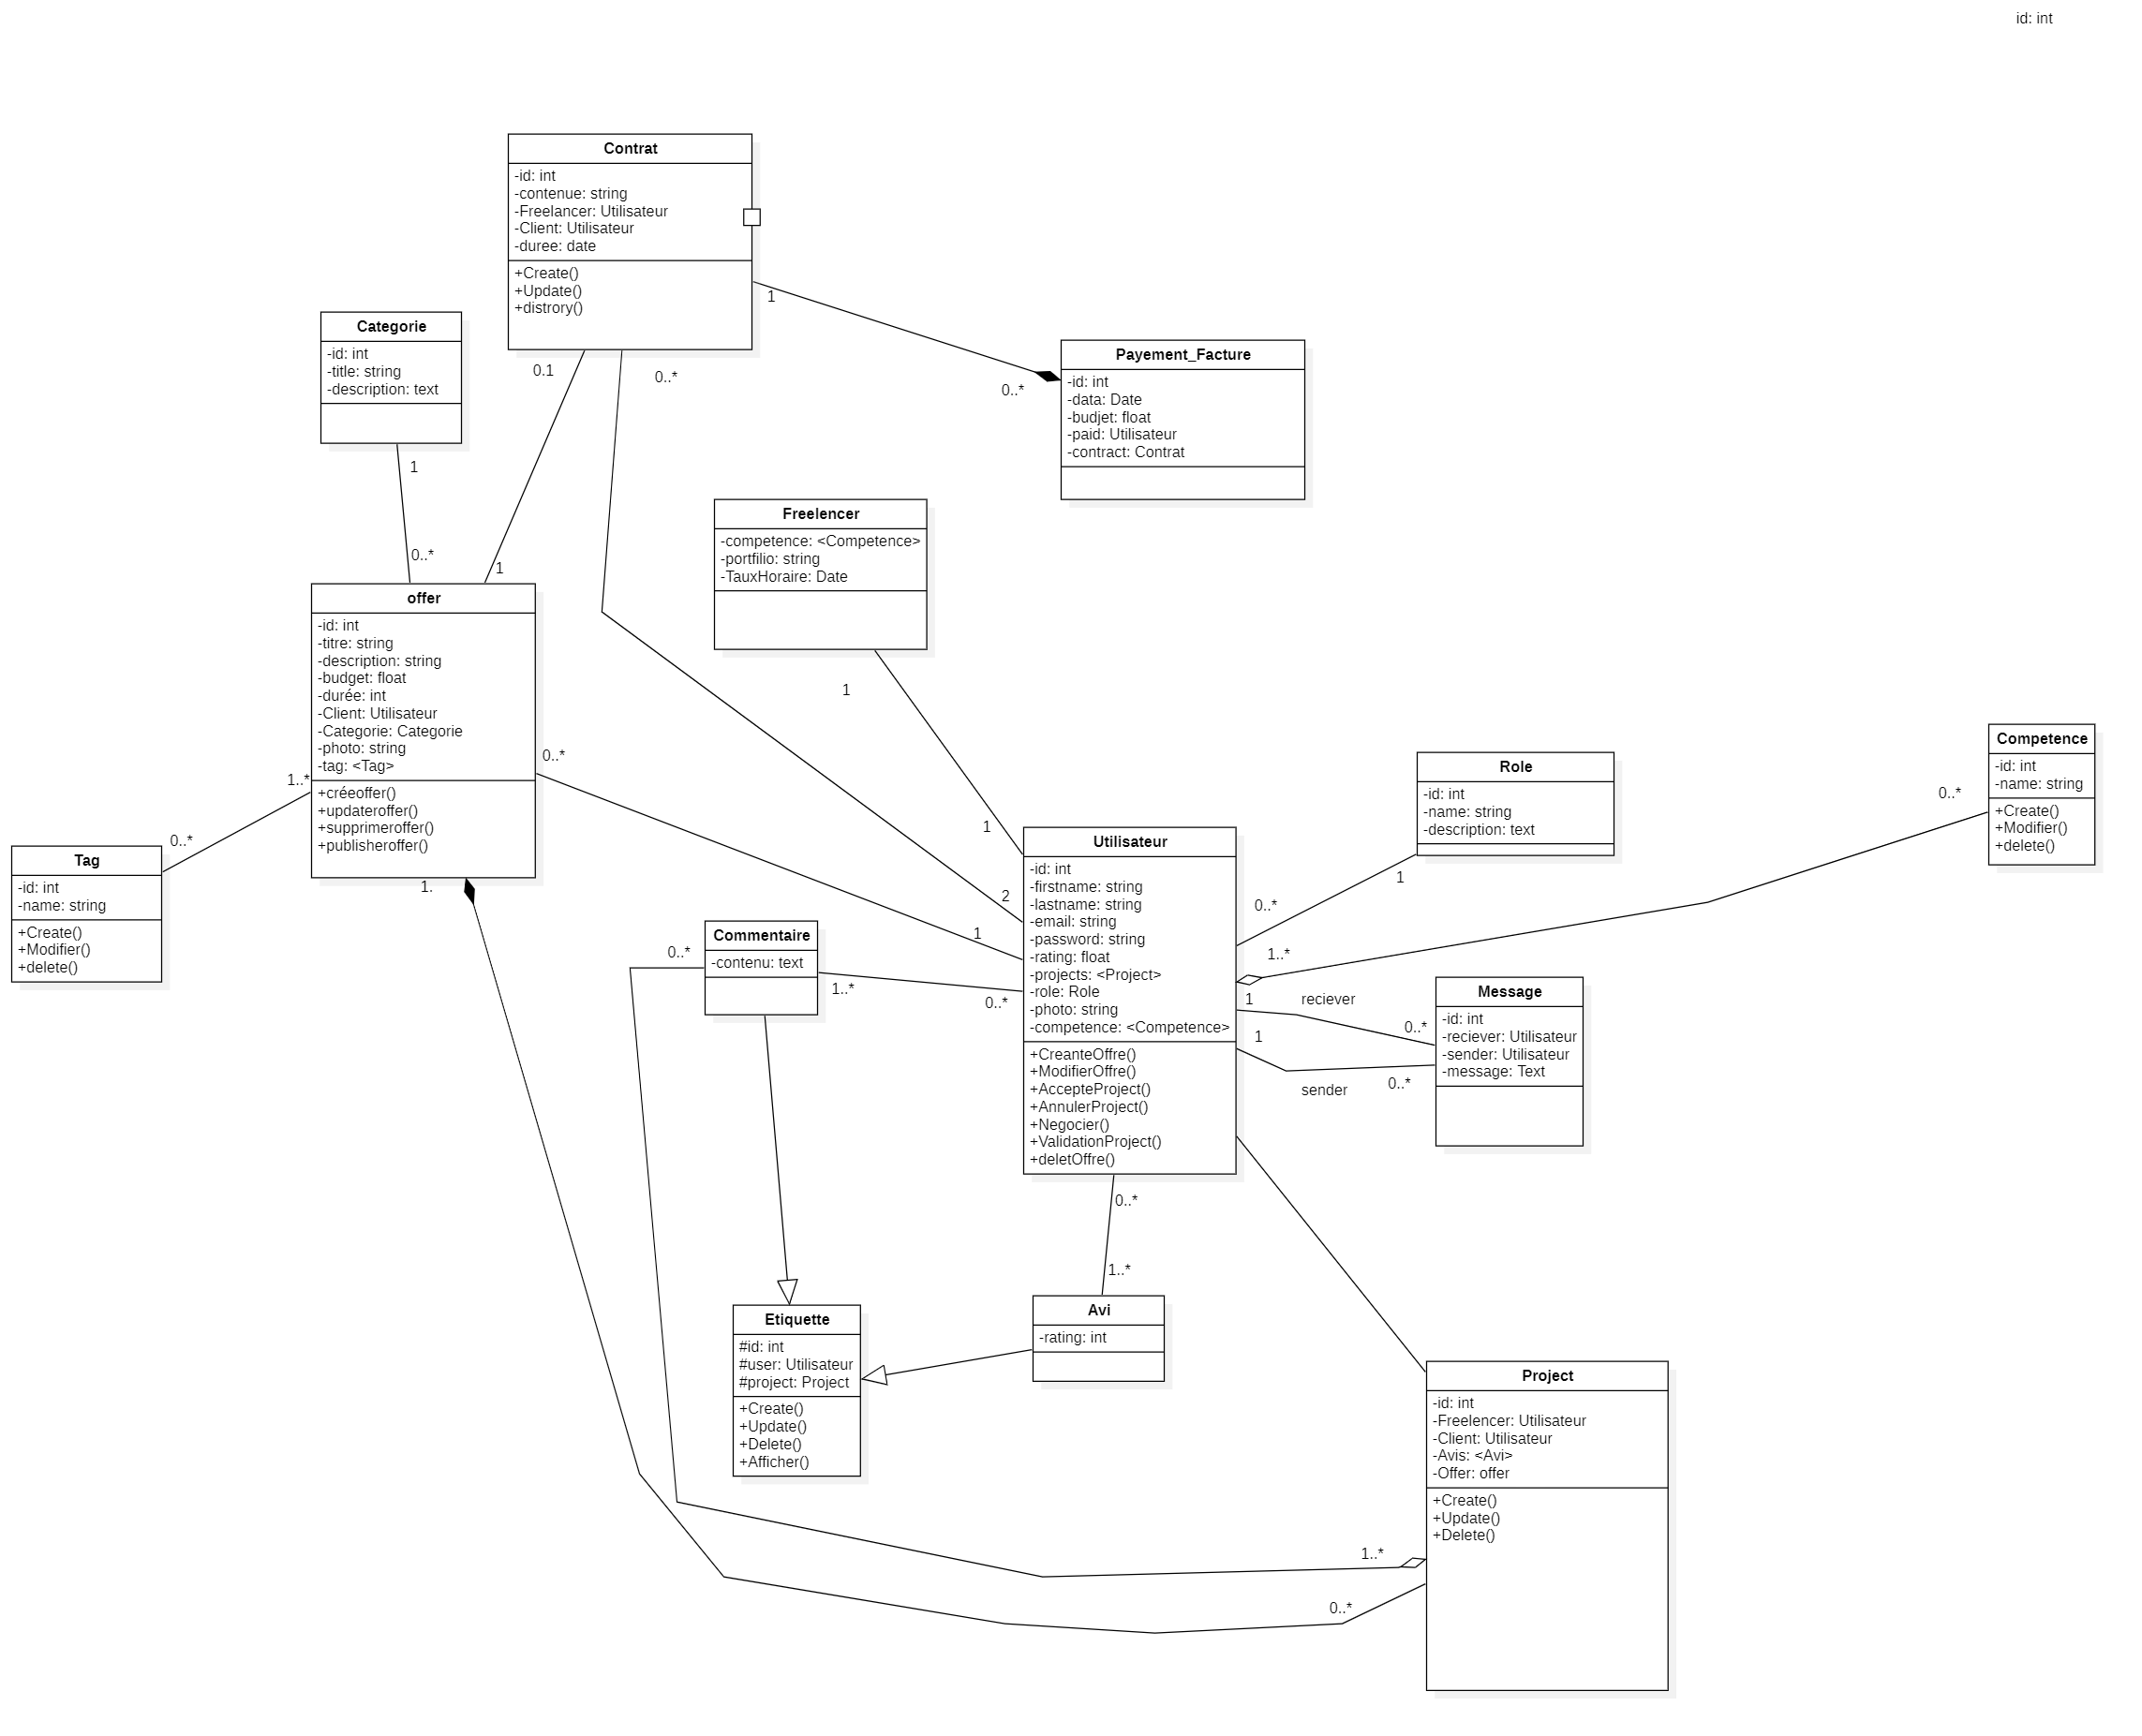 id: int
Contrat
-id: int
-contenue: string
-Freelancer: Utilisateur
-Client: Utilisateur
-duree: date
+Create()
+Update()
+distrory()
1
0..*
0.1
0..*
Categorie
-id: int
-title: string
-description: text
1
0..*
1
Payement_Facture
-id: int
-data: Date
-budjet: float
-paid: Utilisateur
-contract: Contrat
Freelencer
-competence: <Competence>
-portfilio: string
-TauxHoraire: Date
1
1
offer
-id: int
-titre: string
-description: string
-budget: float
-durée: int
-Client: Utilisateur
-Categorie: Categorie
-photo: string
-tag: <Tag>
+créeoffer()
+updateroffer()
+supprimeroffer()
+publisheroffer()
0..*
1..*
0..*
1.
Tag
-id: int
-name: string
+Create()
+Modifier()
+delete()
Role
-id: int
-name: string
-description: text
1
0..*
Competence
-id: int
-name: string
+Create()
+Modifier()
+delete()
0..*
1..*
Utilisateur
-id: int
-firstname: string
-lastname: string
-email: string
-password: string
-rating: float
-projects: <Project>
-role: Role
-photo: string
-competence: <Competence>
+CreanteOffre()
+ModifierOffre()
+AccepteProject()
+AnnulerProject()
+Negocier()
+ValidationProject()
+deletOffre()
2
1
0..*
Commentaire
-contenu: text
0..*
1..*
1
reciever
0..*
1
sender
0..*
Message
-id: int
-reciever: Utilisateur
-sender: Utilisateur
-message: Text
0..*
1..*
Avi
-rating: int
Etiquette
#id: int
#user: Utilisateur
#project: Project
+Create()
+Update()
+Delete()
+Afficher()
Project
-id: int
-Freelencer: Utilisateur
-Client: Utilisateur
-Avis: <Avi>
-Offer: offer
+Create()
+Update()
+Delete()
1..*
0..*